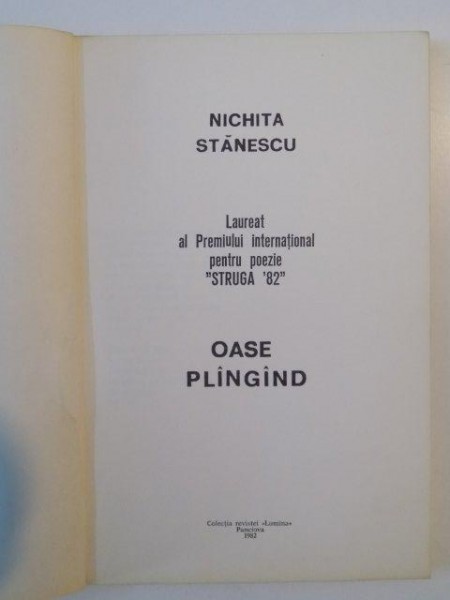 NICHITA
STĂNESCU
Laureat
al Premiului internațional
pentru poezie
"STRUGA '82"
OASE
PLÎNGÎND
Colecția revistei «Lumina»
Panciova
1982